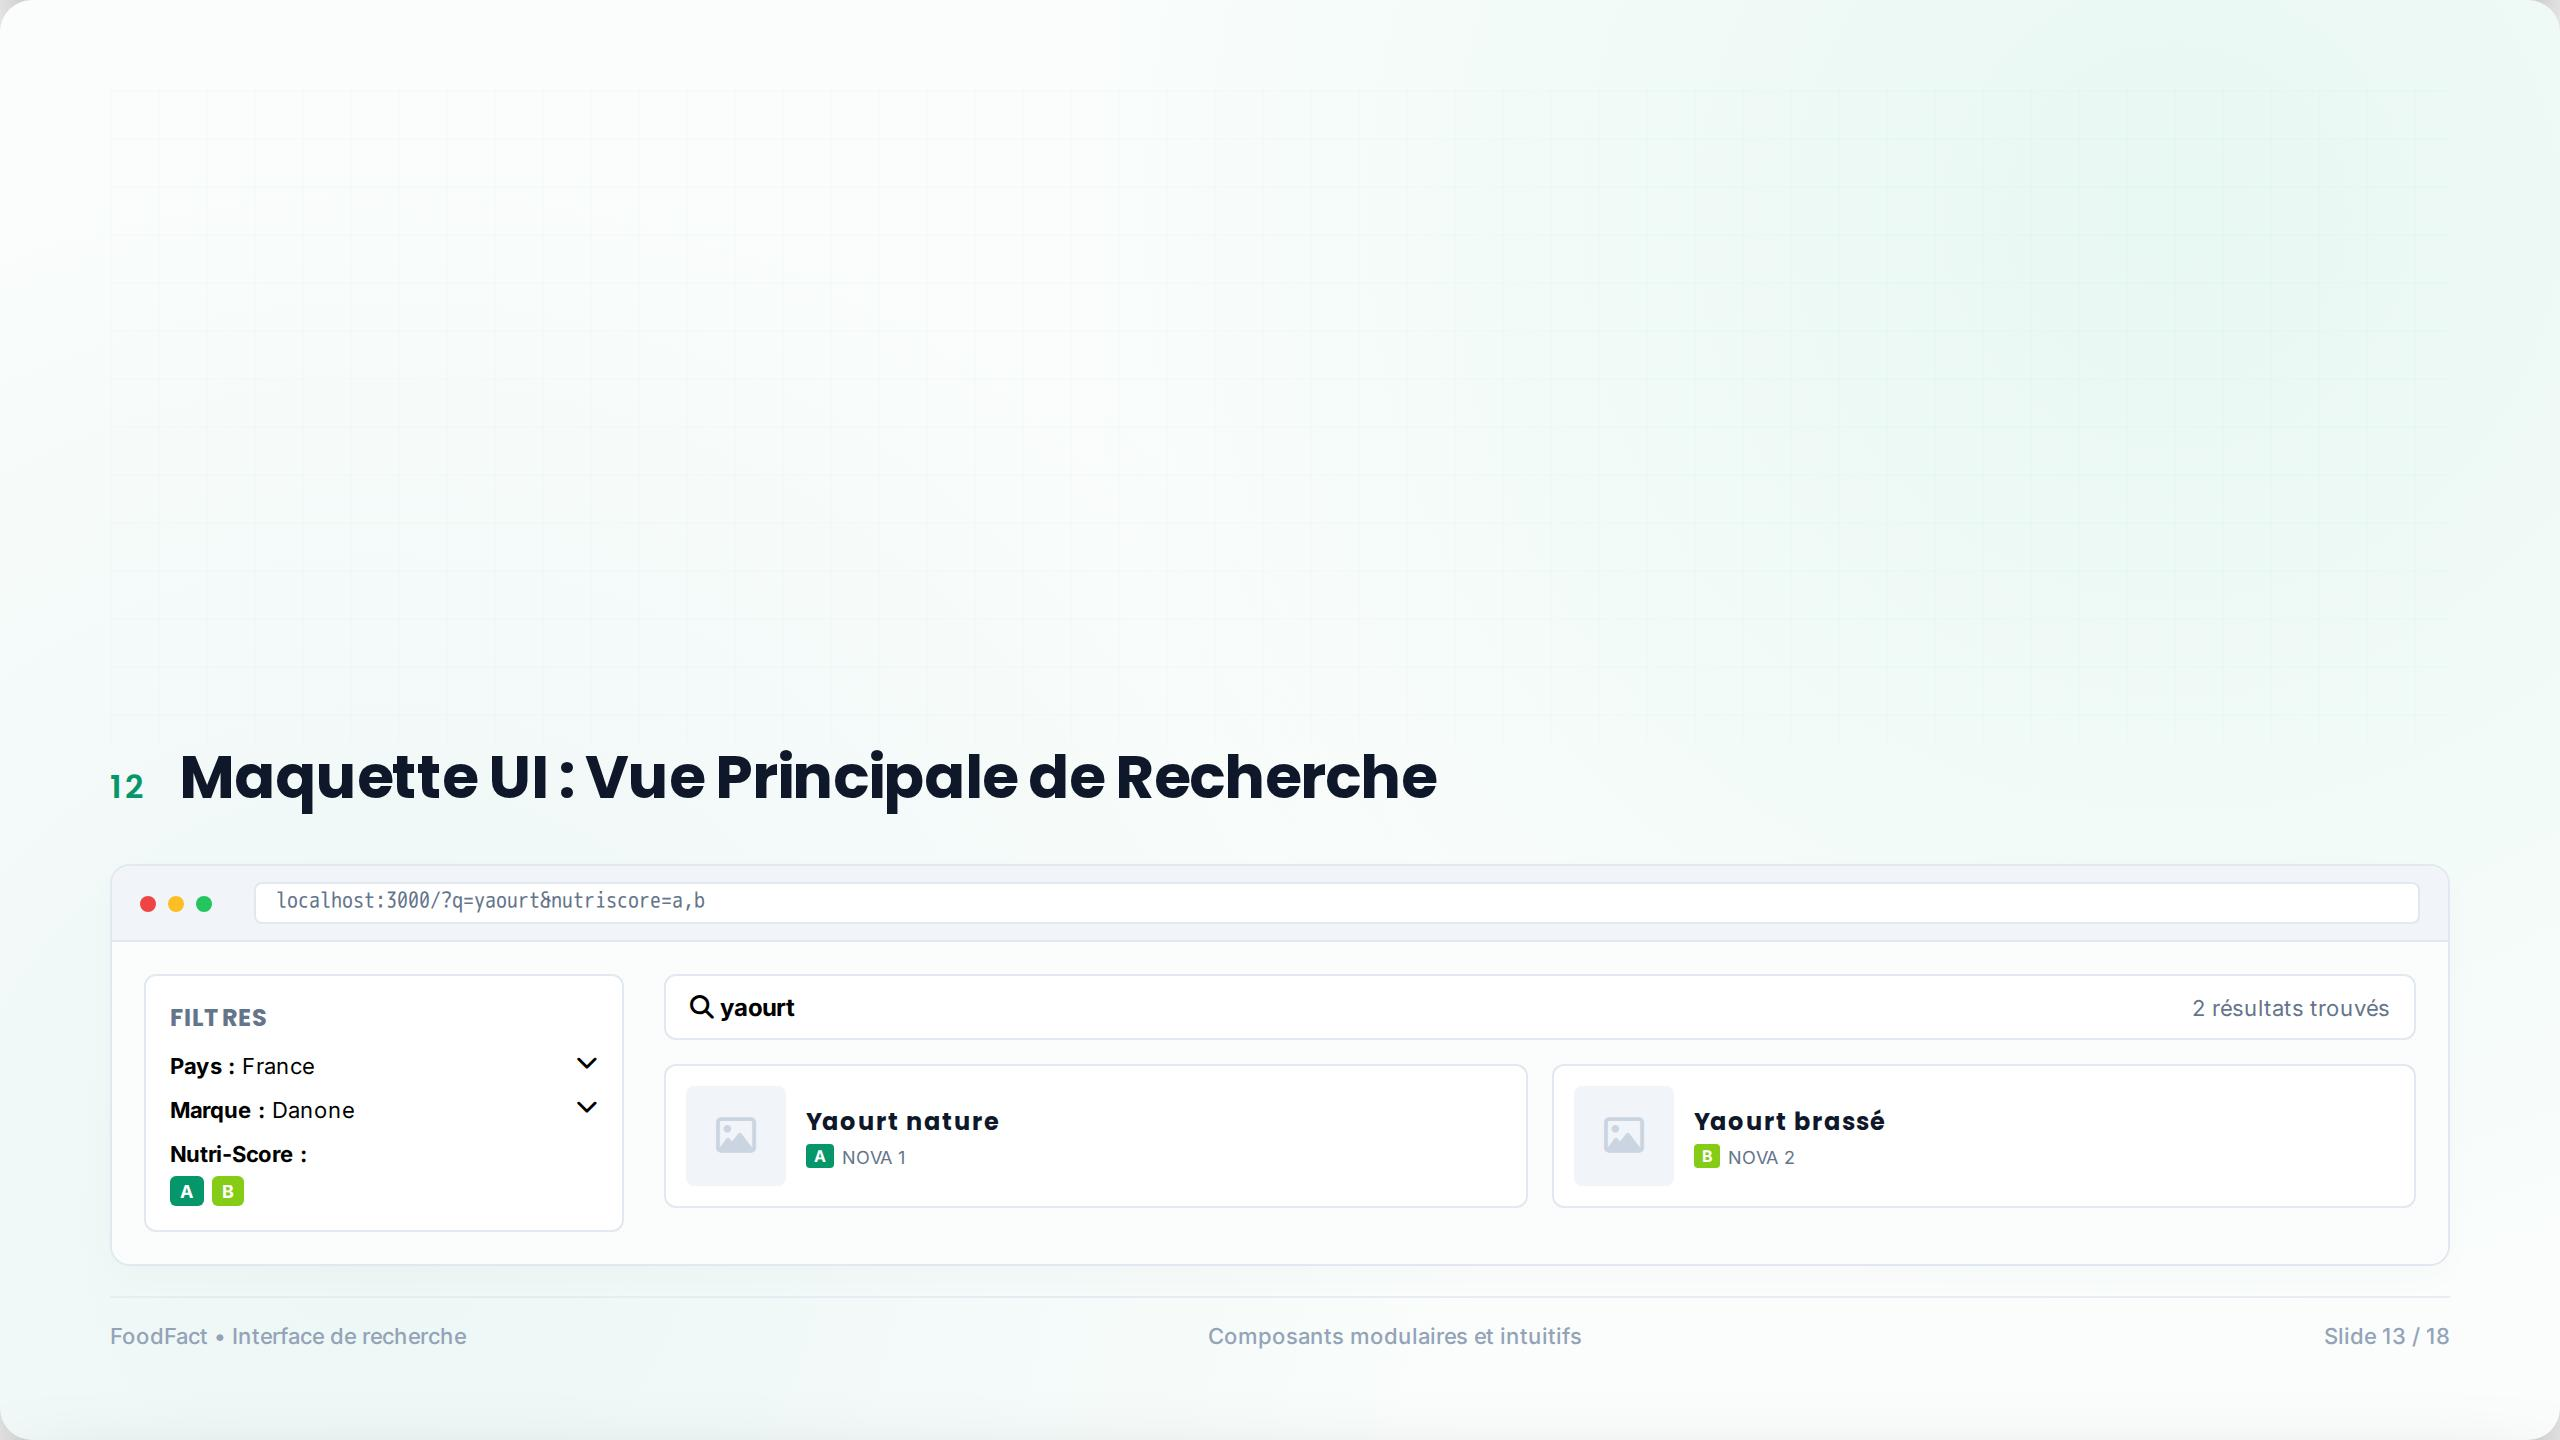 12 Maquette UI : Vue Principale de Recherche
localhost:3000/?q=yaourt&nutriscore=a,b
FILTRES
Pays : France
Marque : Danone
Nutri-Score :
A B
yaourt 2 résultats trouvés
Yaourt nature
A NOVA 1
Yaourt brassé
B NOVA 2
FoodFact • Interface de recherche Composants modulaires et intuitifs Slide 13 / 18